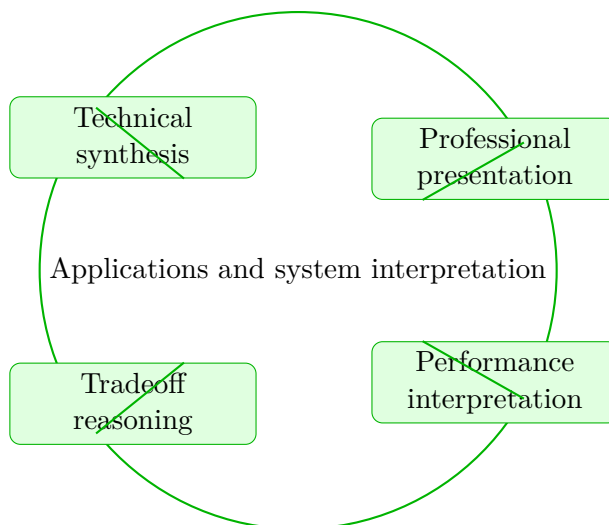 Technical
synthesis
Professional
presentation
Applications and system interpretation
Tradeoff
reasoning
Performance
interpretation